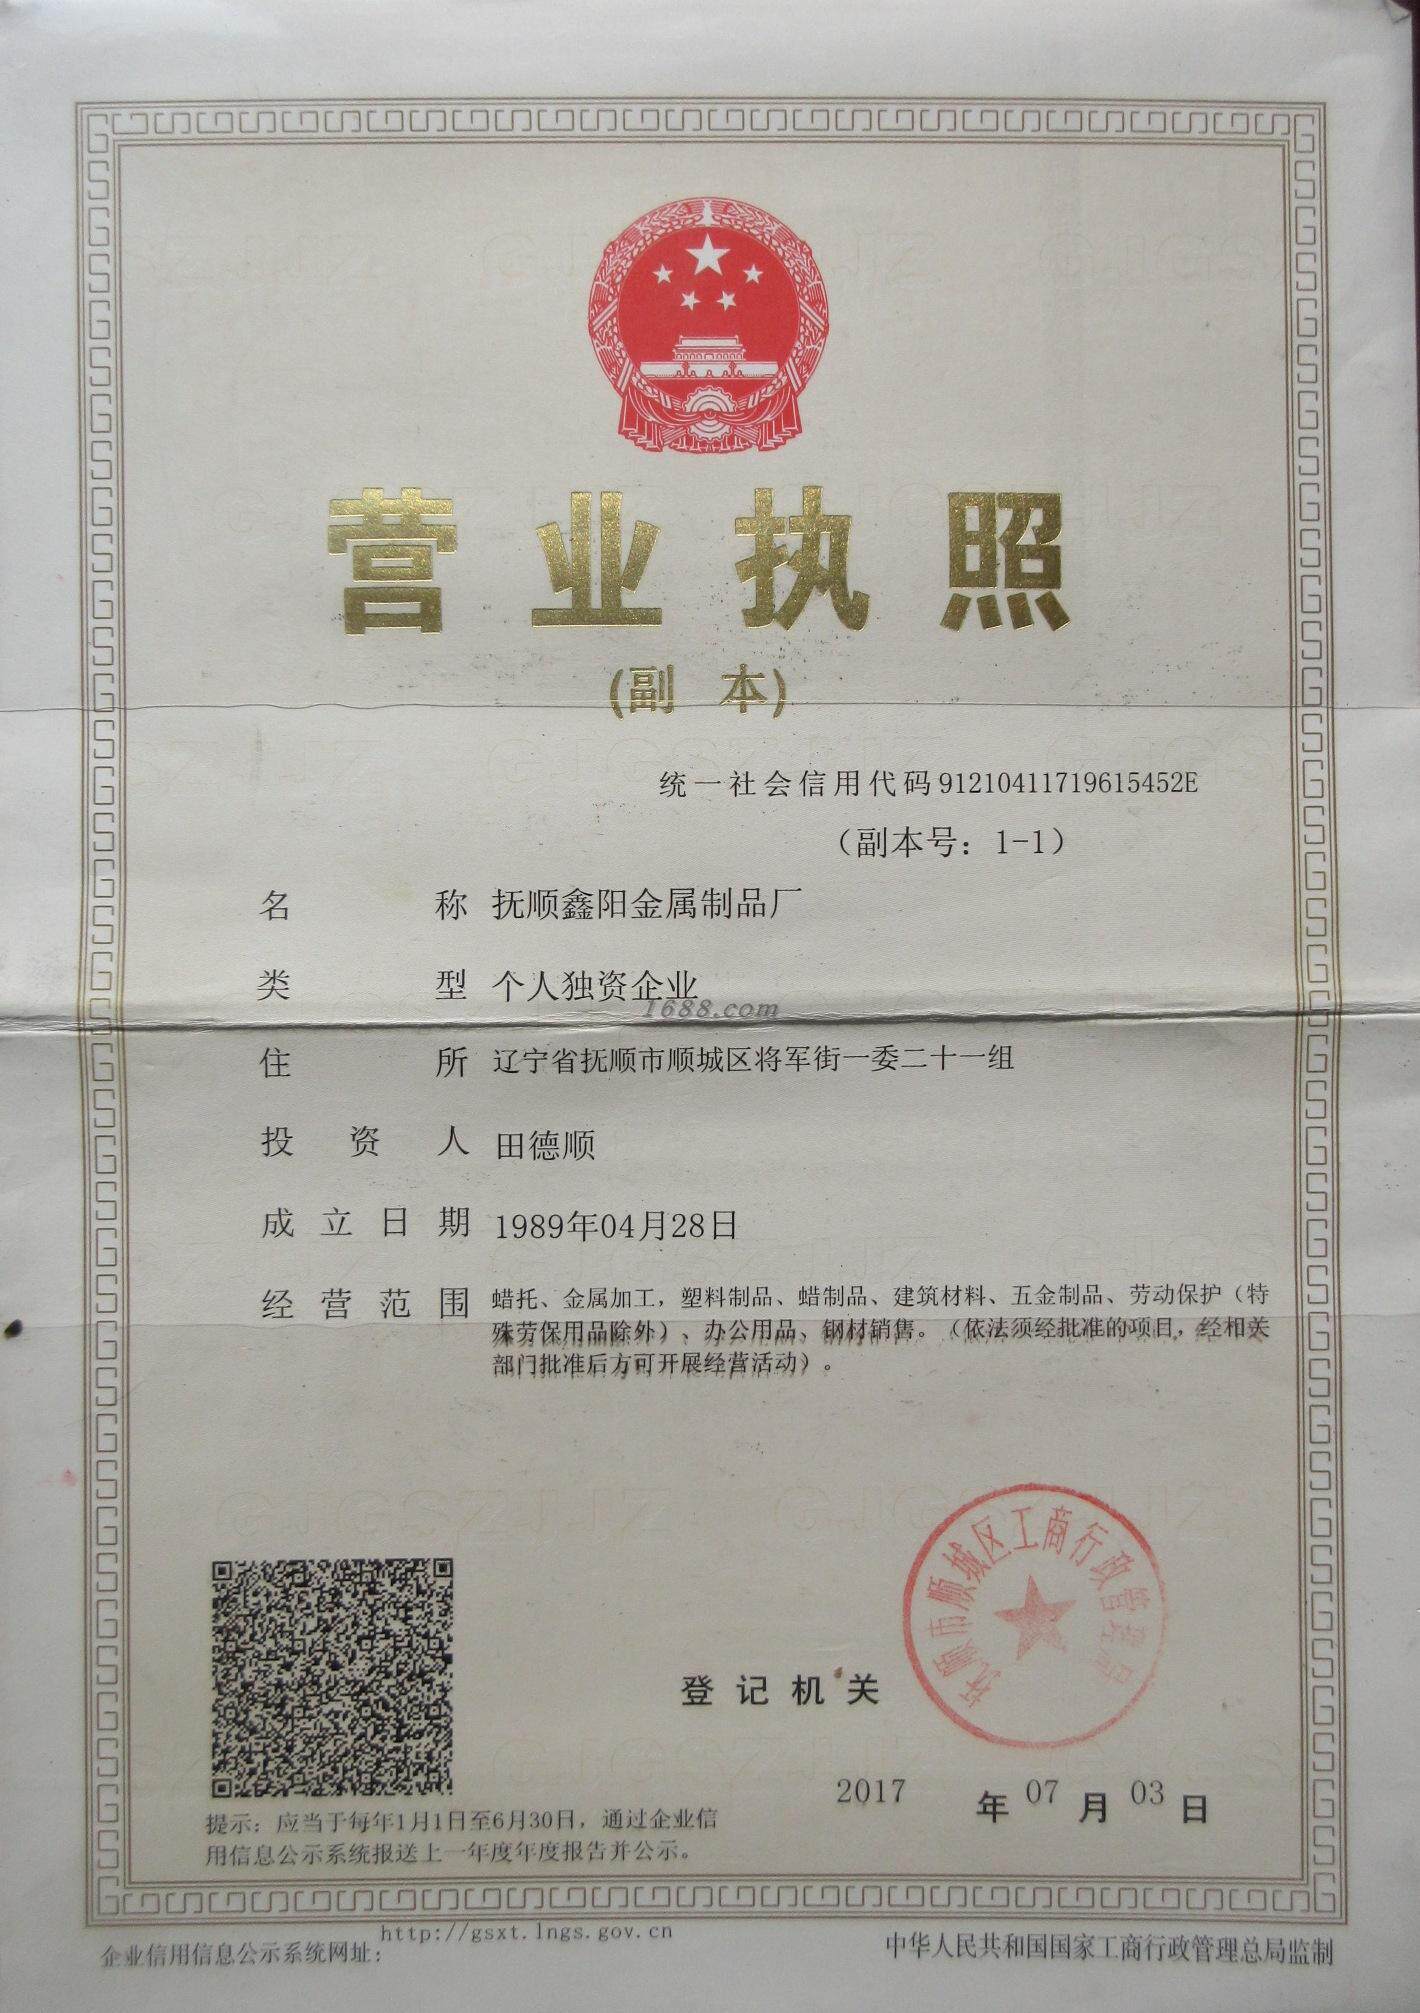 营业执照
(副 本)
统一社会信用代码91210411719615452E
（副本号：1-1）
名 称 抚顺鑫阳金属制品厂
类 型 个人独资企业
1688.com
住 所 辽宁省抚顺市顺城区将军街一委二十一组
投 资 人 田德顺
成 立 日 期 1989年04月28日
经 营 范 围 蜡托、金属加工，塑料制品、蜡制品、建筑材料、五金制品、劳动保护（特
殊劳保用品除外）、办公用品、钢材销售。（依法须经批准的项目，经相关
部门批准后方可开展经营活动）。
抚顺市顺城区工商行政管理局
登 记 机 关
2017 年 07 月 03 日
提示：应当于每年1月1日至6月30日，通过企业信
用信息公示系统报送上一年度年度报告并公示。
http://gsxt.lngs.gov.cn
企业信用信息公示系统网址：
中华人民共和国国家工商行政管理总局监制